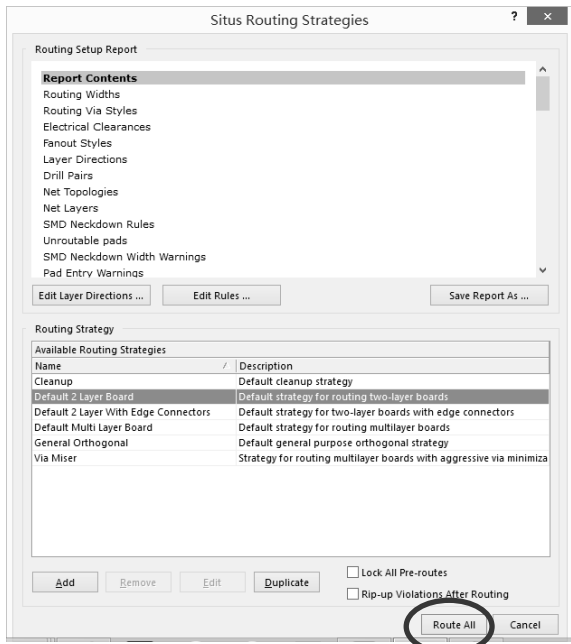 Situs Routing Strategies
?
×
Routing Setup Report
Report Contents
Routing Widths
Routing Via Styles
Electrical Clearances
Fanout Styles
Layer Directions
Drill Pairs
Net Topologies
Net Layers
SMD Neckdown Rules
Unroutable pads
SMD Neckdown Width Warnings
Pad Entry Warnings
Edit Layer Directions ... Edit Rules ... Save Report As ...
Routing Strategy
Available Routing Strategies
Name / Description
Cleanup Default cleanup strategy
Default 2 Layer Board Default strategy for routing two-layer boards
Default 2 Layer With Edge Connectors Default strategy for two-layer boards with edge connectors
Default Multi Layer Board Default strategy for routing multilayer boards
General Orthogonal Default general purpose orthogonal strategy
Via Miser Strategy for routing multilayer boards with aggressive via minimiza
Add Remove Edit Duplicate
Lock All Pre-routes
Rip-up Violations After Routing
Route All Cancel